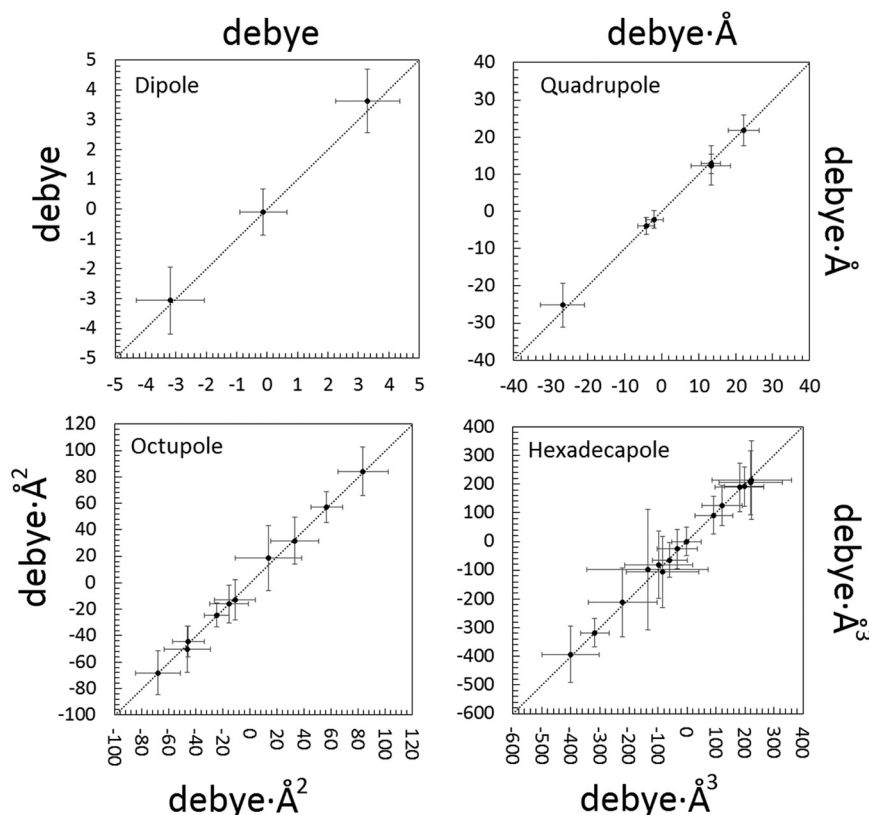 debye
debye·Å
Dipole
debye
5
4
3
2
1
0
-1
-2
-3
-4
-5
-5 -4 -3 -2 -1 0 1 2 3 4 5
Quadrupole
40
30
20
10
0
-10
-20
-30
-40
-40 -30 -20 -10 0 10 20 30 40
debye·Å
Octupole
debye·Å²
120
100
80
60
40
20
0
-20
-40
-60
-80
-100
-100 -80 -60 -40 -20 0 20 40 60 80 100 120
debye·Å²
Hexadecapole
400
300
200
100
0
-100
-200
-300
-400
-500
-600
-600 -500 -400 -300 -200 -100 0 100 200 300 400
debye·Å³
debye·Å³